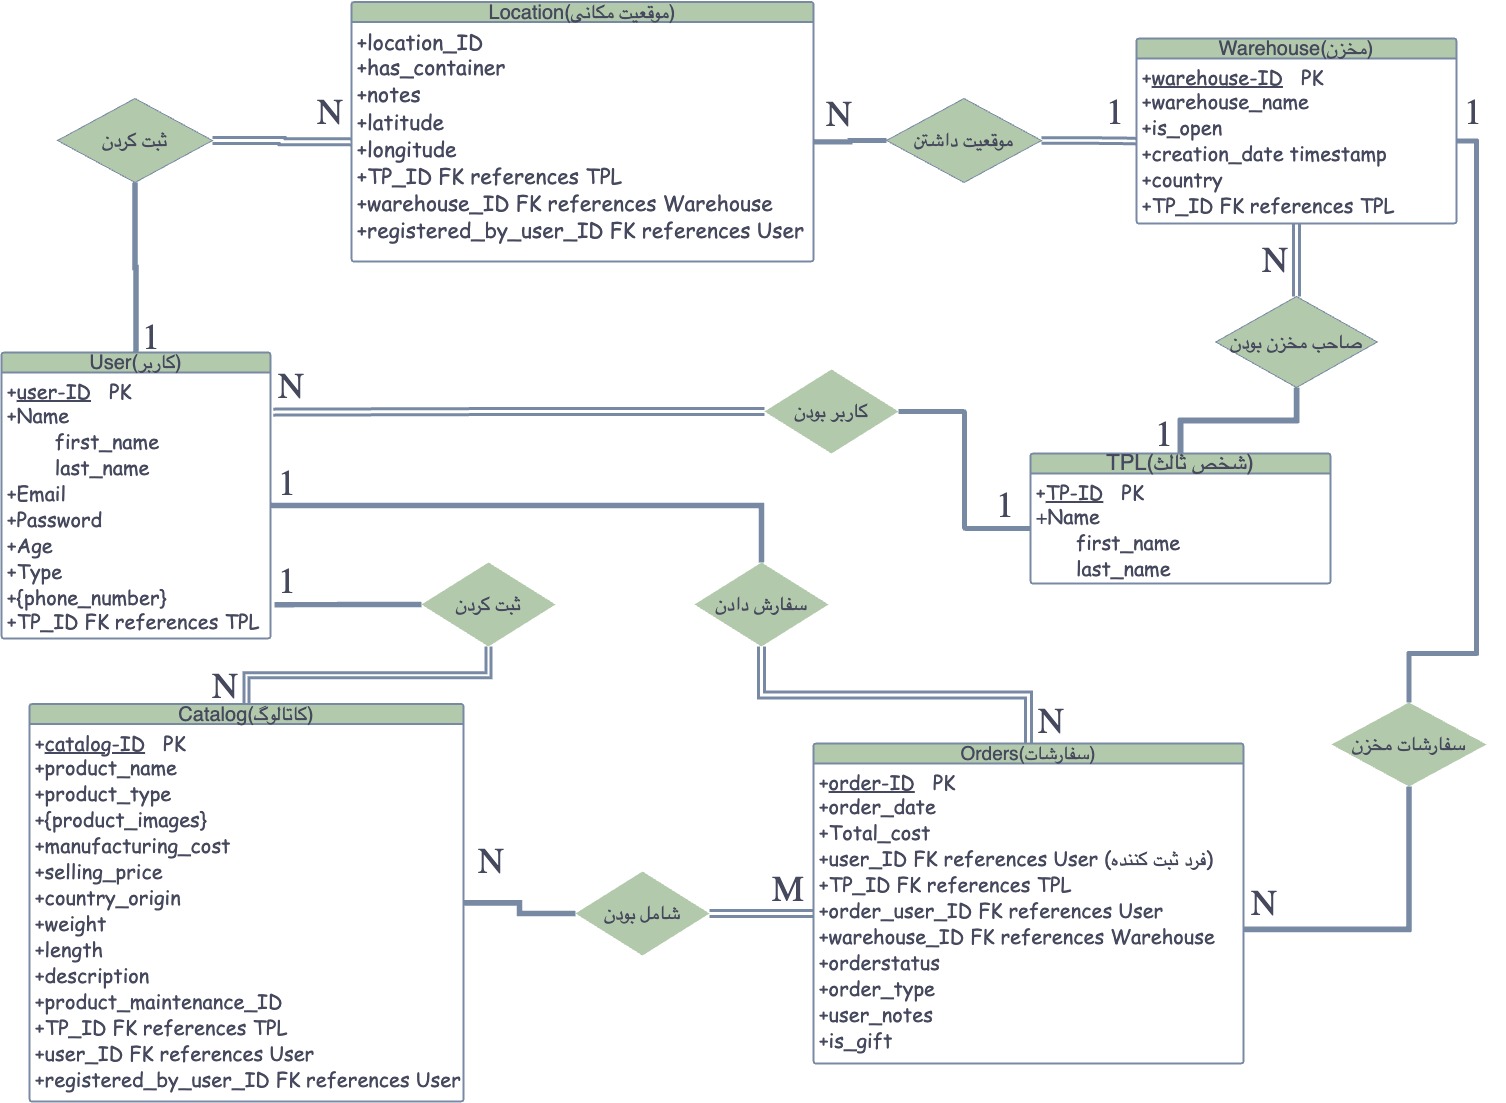 Location(موقعیت مکانی)
+location_ID
+has_container
+notes
+latitude
+longitude
+TP_ID FK references TPL
+warehouse_ID FK references Warehouse
+registered_by_user_ID FK references User
Warehouse(مخزن)
+warehouse-ID PK
+warehouse_name
+is_open
+creation_date timestamp
+country
+TP_ID FK references TPL
ثبت کردن
N
N
موقعیت داشتن
1
1
N
صاحب مخزن بودن
1
1
User(کاربر)
+user-ID PK
+Name
first_name
last_name
+Email
+Password
+Age
+Type
+{phone_number}
+TP_ID FK references TPL
N
کاربر بودن
1
TPL(شخص ثالث)
+TP-ID PK
+Name
first_name
last_name
1
1
ثبت کردن
سفارش دادن
N
N
سفارشات مخزن
Catalog(کاتالوگ)
+catalog-ID PK
+product_name
+product_type
+{product_images}
+manufacturing_cost
+selling_price
+country_origin
+weight
+length
+description
+product_maintenance_ID
+TP_ID FK references TPL
+user_ID FK references User
+registered_by_user_ID FK references User
N
شامل بودن
M
Orders(سفارشات)
+order-ID PK
+order_date
+Total_cost
+user_ID FK references User (فرد ثبت کننده)
+TP_ID FK references TPL
+order_user_ID FK references User
+warehouse_ID FK references Warehouse
+orderstatus
+order_type
+user_notes
+is_gift
N